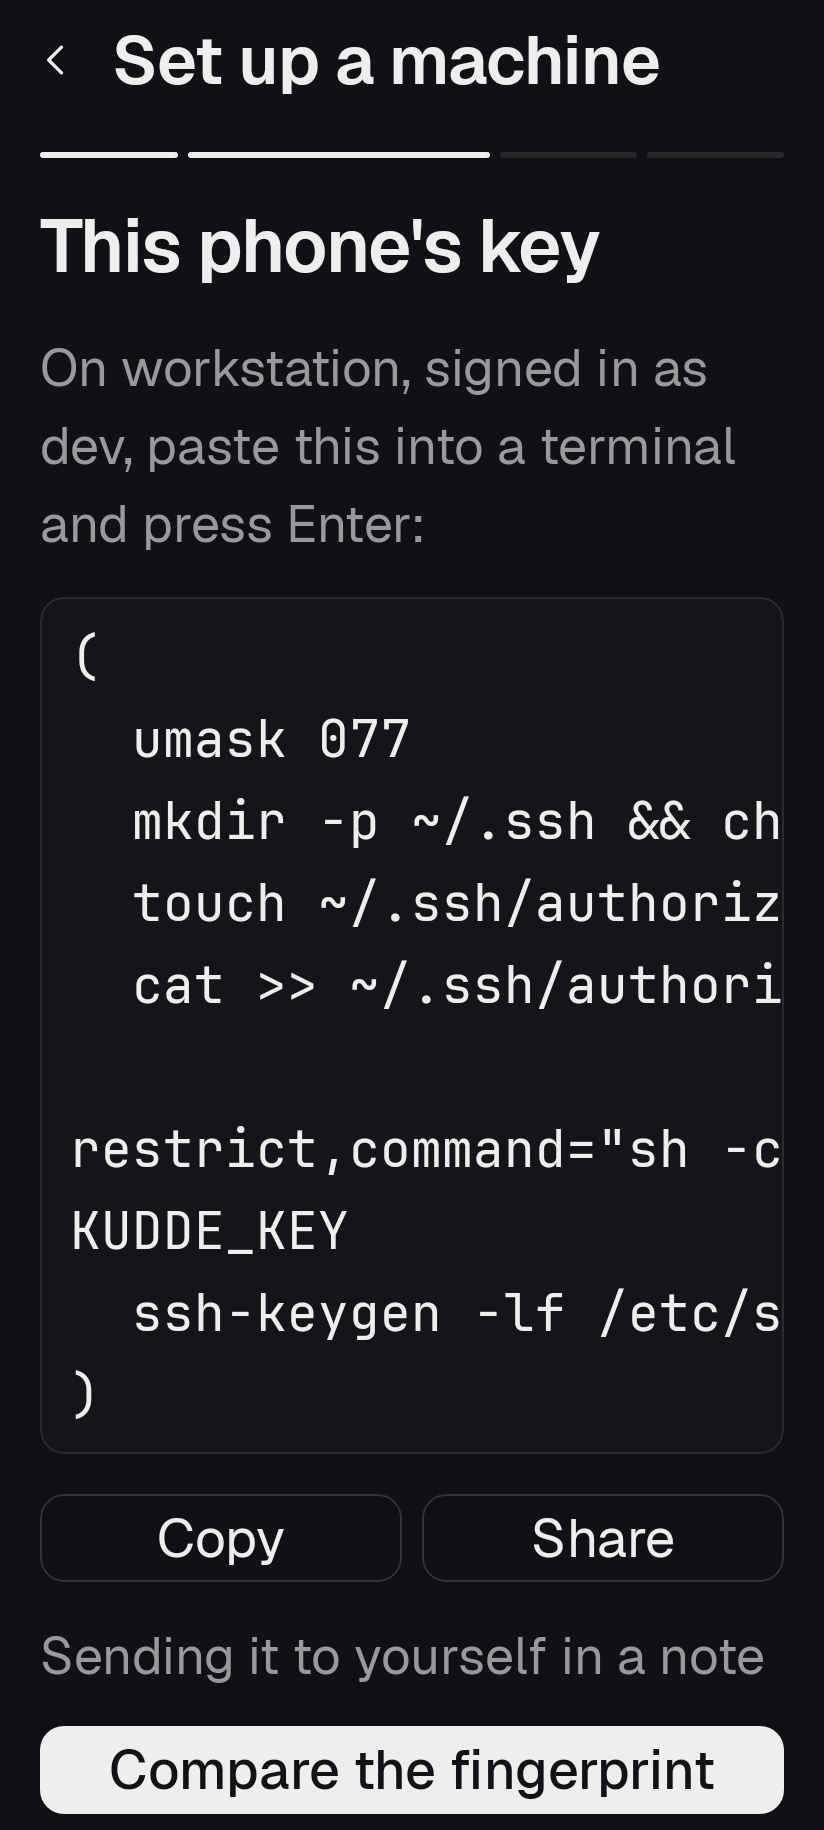 Set up a machine
This phone's key
On workstation, signed in as
dev, paste this into a terminal
and press Enter:
(
  umask 077
  mkdir -p ~/.ssh && ch
  touch ~/.ssh/authoriz
  cat >> ~/.ssh/authori

restrict,command="sh -c
KUDDE_KEY
  ssh-keygen -lf /etc/s
)
Copy
Share
Sending it to yourself in a note
Compare the fingerprint